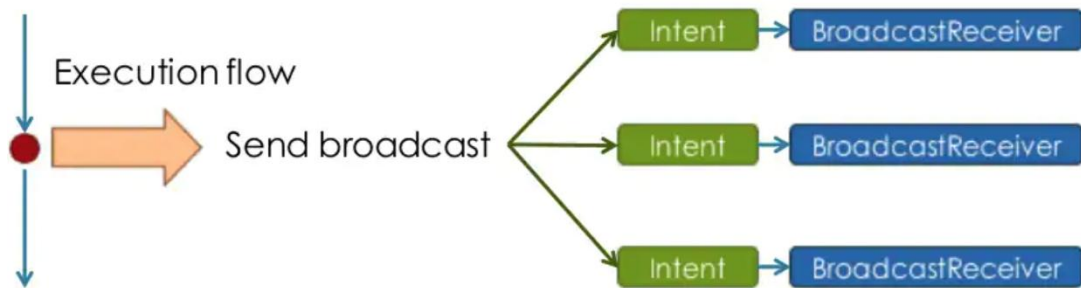 Intent
BroadcastReceiver
Execution flow
Send broadcast
Intent
BroadcastReceiver
Intent
BroadcastReceiver